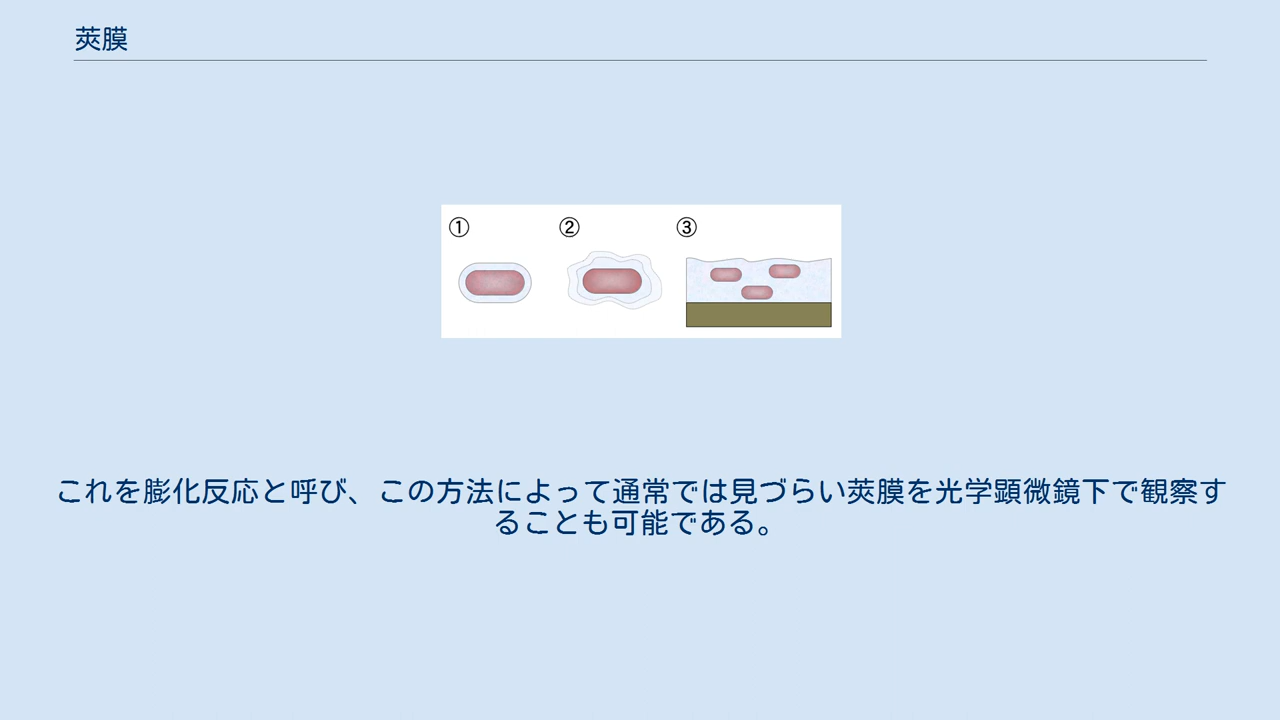 莢膜
① ② ③
これを膨化反応と呼び、この方法によって通常では見づらい莢膜を光学顕微鏡下で観察す
ることも可能である。